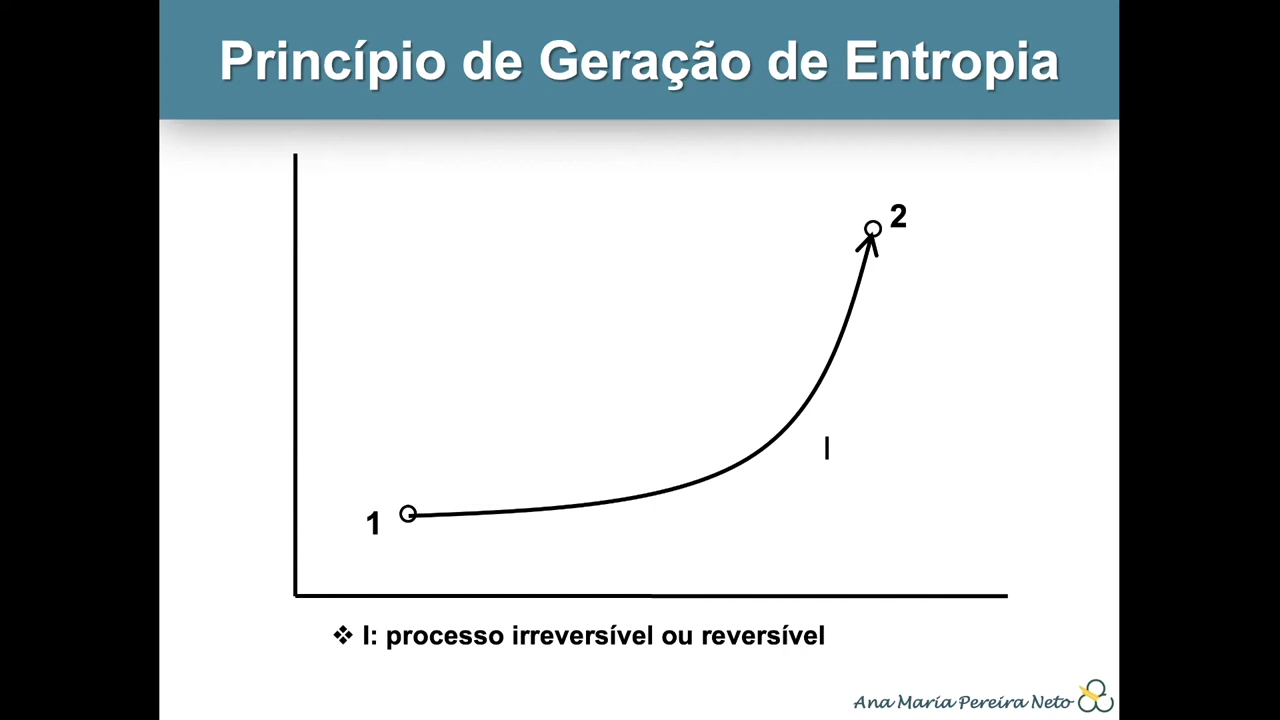 Princípio de Geração de Entropia
2
I
1
❖ I: processo irreversível ou reversível
Ana Maria Pereira Neto